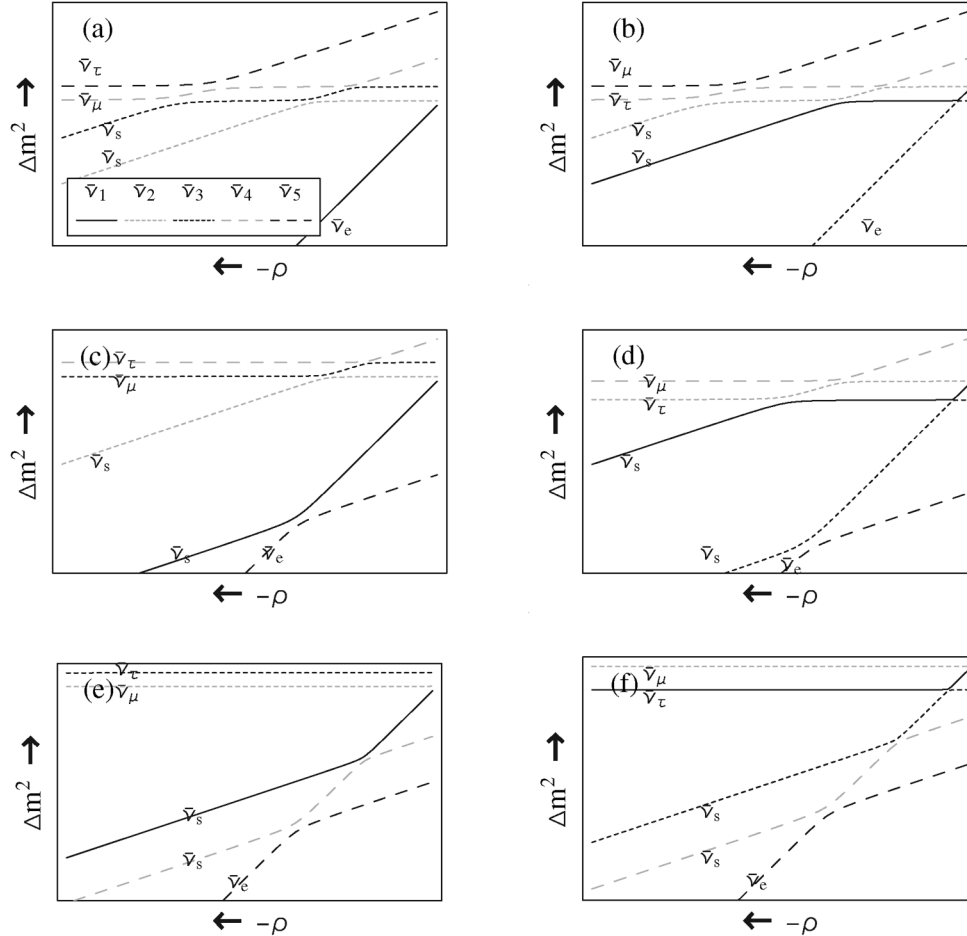 (a)
ν̄τ
ν̄μ
ν̄s
ν̄s
ν̄1 ν̄2 ν̄3 ν̄4 ν̄5
ν̄e
Δm²
← −ρ
(b)
ν̄μ
ν̄τ
ν̄s
ν̄s
ν̄e
Δm²
← −ρ
(c)
ν̄τ
ν̄μ
ν̄s
ν̄s
ν̄e
Δm²
← −ρ
(d)
ν̄μ
ν̄τ
ν̄s
ν̄s
ν̄e
Δm²
← −ρ
(e)
ν̄τ
ν̄μ
ν̄s
ν̄s
ν̄e
Δm²
← −ρ
(f)
ν̄μ
ν̄τ
ν̄s
ν̄s
ν̄e
Δm²
← −ρ